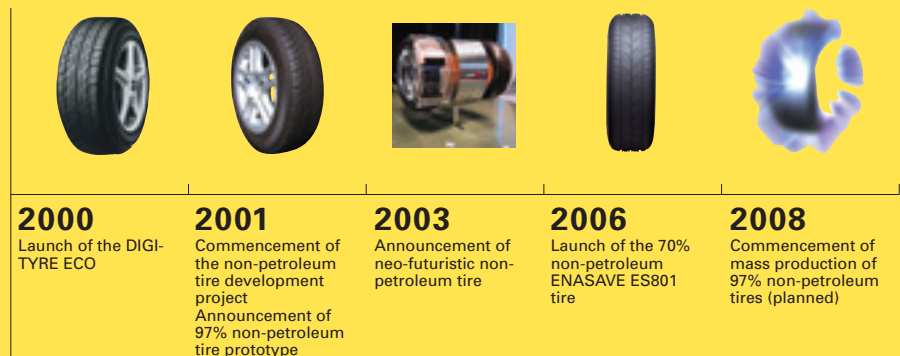 2000
Launch of the DIGI-
TYRE ECO
2001
Commencement of
the non-petroleum
tire development
project
Announcement of
97% non-petroleum
tire prototype
2003
Announcement of
neo-futuristic non-
petroleum tire
2006
Launch of the 70%
non-petroleum
ENASAVE ES801
tire
2008
Commencement of
mass production of
97% non-petroleum
tires (planned)